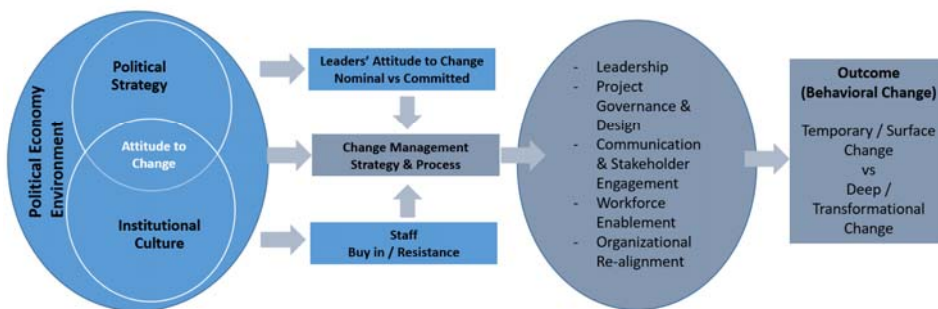 Political Economy
Environment
Political
Strategy
Attitude to
Change
Institutional
Culture
Leaders' Attitude to Change
Nominal vs Committed
Change Management
Strategy & Process
Staff
Buy in / Resistance
- Leadership
- Project
Governance &
Design
- Communication
& Stakeholder
Engagement
- Workforce
Enablement
- Organizational
Re-alignment
Outcome
(Behavioral Change)
Temporary / Surface
Change
vs
Deep /
Transformational
Change